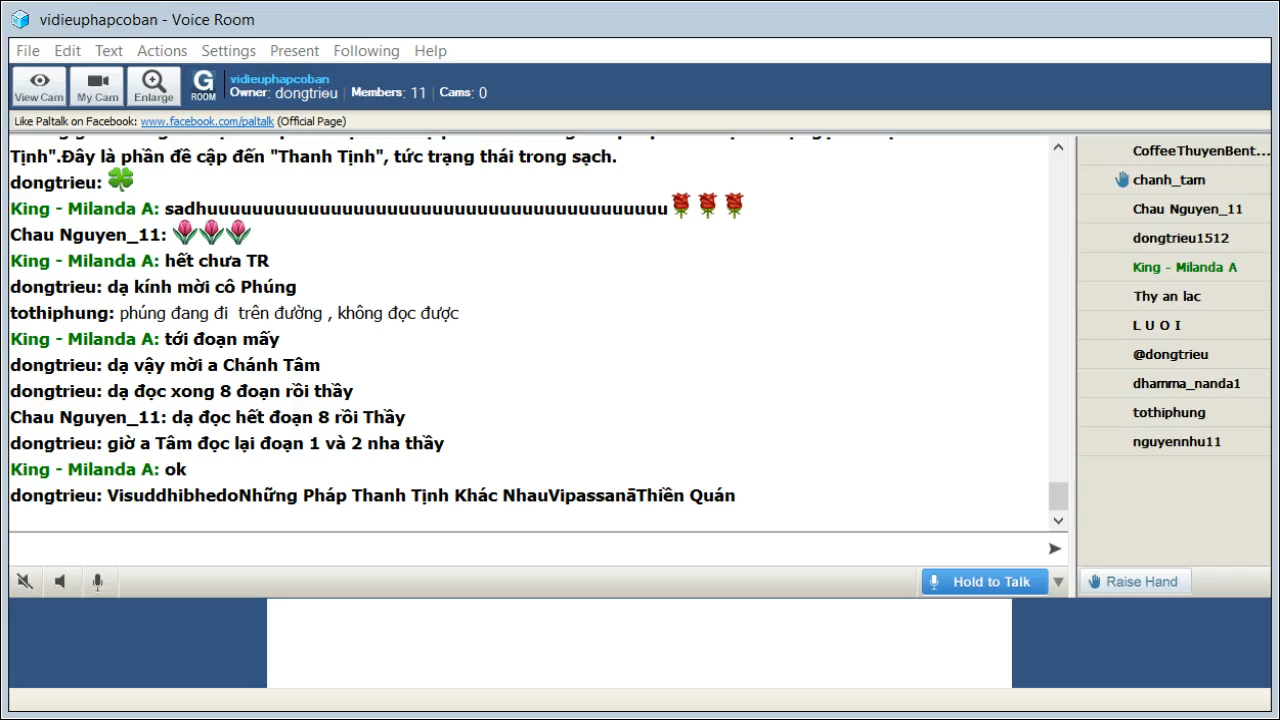 vidieuphapcoban - Voice Room
File Edit Text Actions Settings Present Following Help
View Cam My Cam Enlarge G ROOM
vidieuphapcoban
Owner: dongtrieu | Members: 11 | Cams: 0
Like Paltalk on Facebook: www.facebook.com/paltalk (Official Page)
Tịnh".Đây là phần đề cập đến "Thanh Tịnh", tức trạng thái trong sạch.
dongtrieu:
King - Milanda A: sadhuuuuuuuuuuuuuuuuuuuuuuuuuuuuuuuuuuuuuuuuu
Chau Nguyen_11:
King - Milanda A: hết chưa TR
dongtrieu: dạ kính mời cô Phúng
tothiphung: phúng đang đi trên đường , không đọc được
King - Milanda A: tới đoạn mấy
dongtrieu: dạ vậy mời a Chánh Tâm
dongtrieu: dạ đọc xong 8 đoạn rồi thầy
Chau Nguyen_11: dạ đọc hết đoạn 8 rồi Thầy
dongtrieu: giờ a Tâm đọc lại đoạn 1 và 2 nha thầy
King - Milanda A: ok
dongtrieu: VisuddhibhedoNhững Pháp Thanh Tịnh Khác NhauVipassanāThiền Quán
CoffeeThuyenBent...
chanh_tam
Chau Nguyen_11
dongtrieu1512
King - Milanda A
Thy an lac
L U O I
@dongtrieu
dhamma_nanda1
tothiphung
nguyennhu11
Hold to Talk
Raise Hand